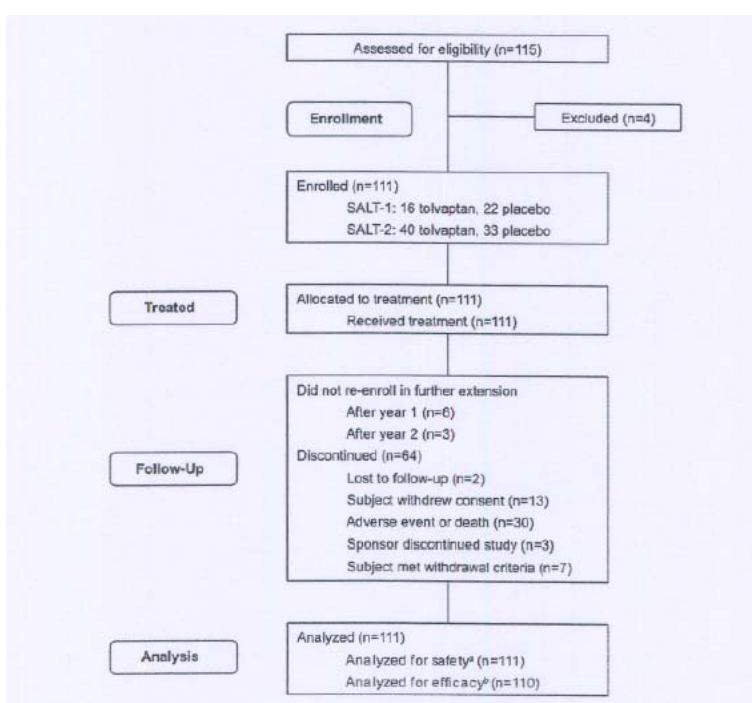 Assessed for eligibility (n=115)
Enrollment
Excluded (n=4)
Enrolled (n=111)
SALT-1: 16 tolvaptan, 22 placebo
SALT-2: 40 tolvaptan, 33 placebo
Treated
Allocated to treatment (n=111)
Received treatment (n=111)
Did not re-enroll in further extension
After year 1 (n=6)
After year 2 (n=3)
Follow-Up
Discontinued (n=64)
Lost to follow-up (n=2)
Subject withdrew consent (n=13)
Adverse event or death (n=30)
Sponsor discontinued study (n=3)
Subject met withdrawal criteria (n=7)
Analysis
Analyzed (n=111)
Analyzed for safetyᵃ (n=111)
Analyzed for efficacyᵇ (n=110)